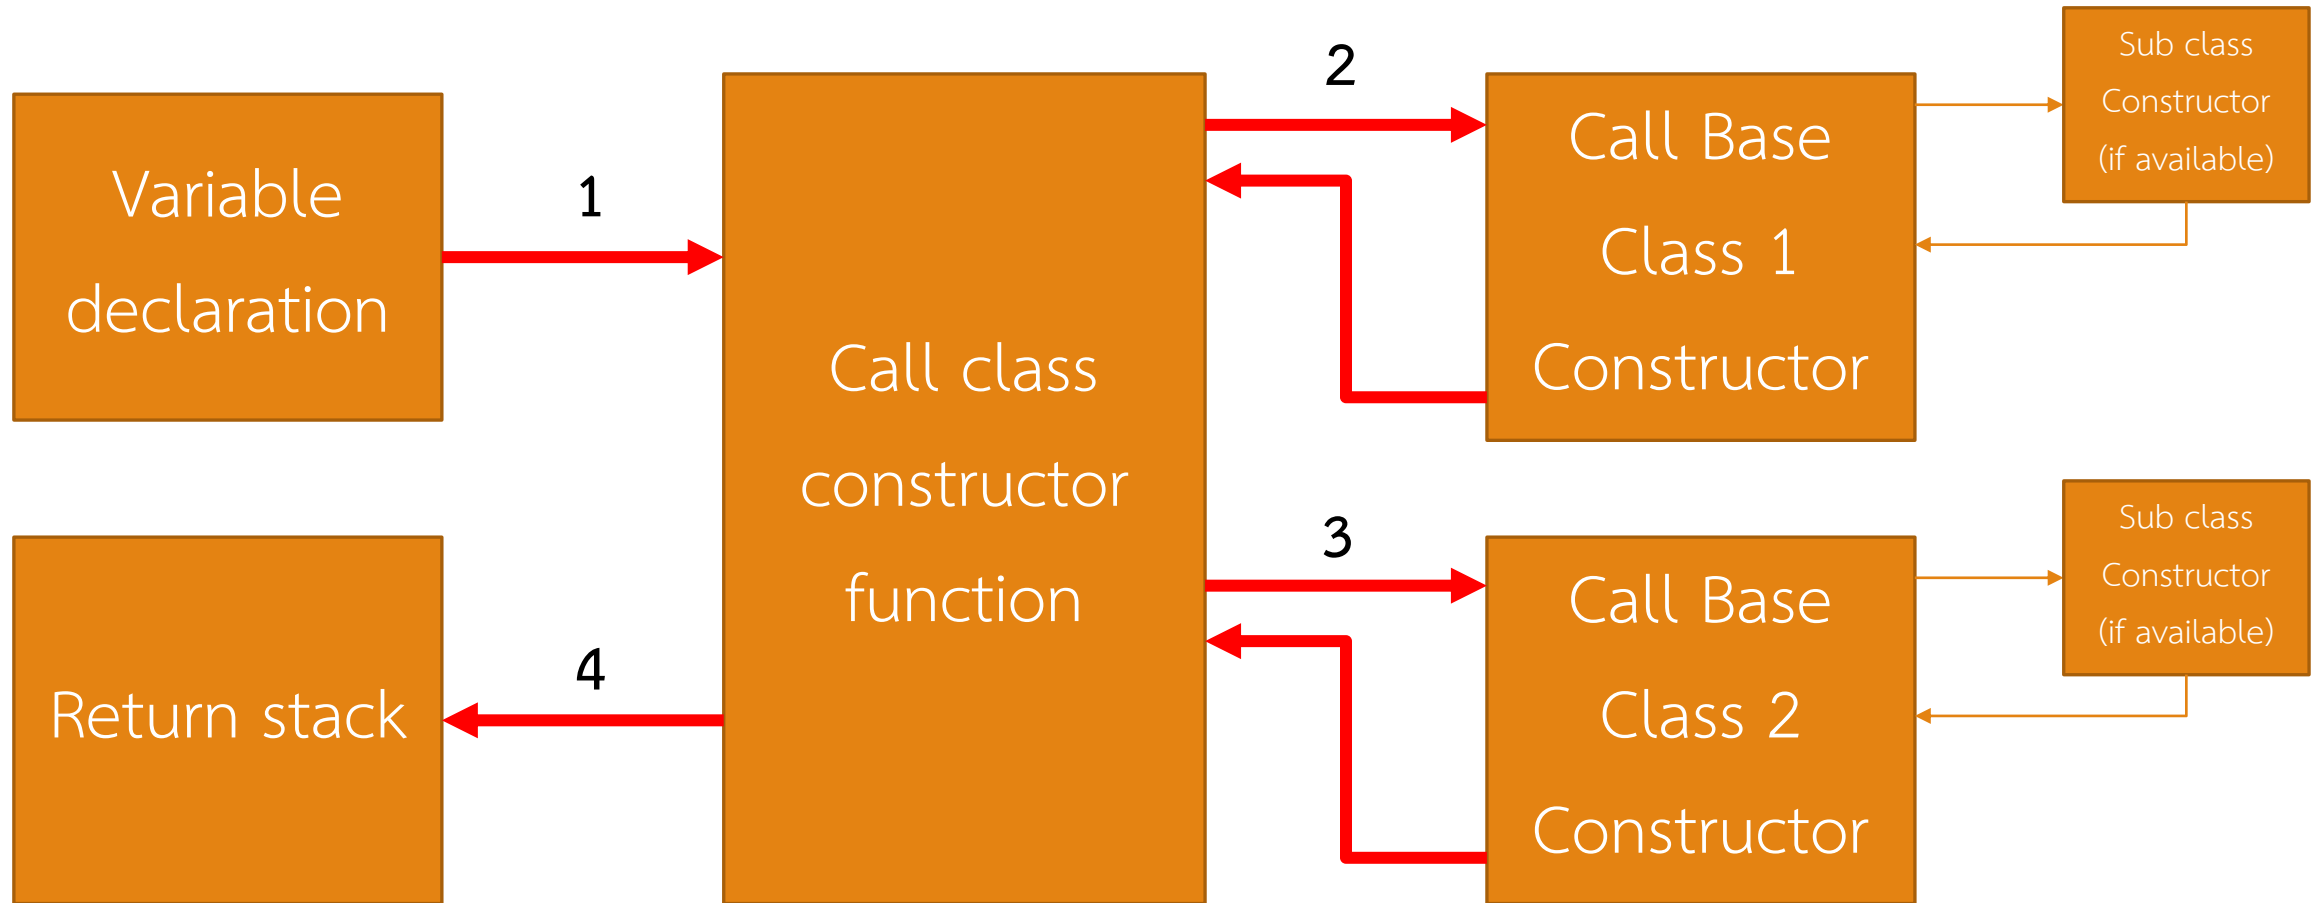 Variable
declaration
1
Call class
constructor
function
2
Call Base
Class 1
Constructor
Sub class
Constructor
(if available)
3
Call Base
Class 2
Constructor
Sub class
Constructor
(if available)
4
Return stack